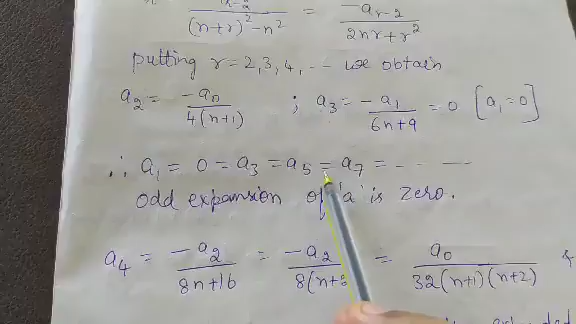 -a_{r-2} / (n+r)² - n² = -a_{r-2} / 2nr + r²
putting r = 2, 3, 4, --- we obtain
a₂ = -a₀ / 4(n+1) ; a₃ = -a₁ / 6n+9 = 0 [a₁ = 0]
∴ a₁ = 0 = a₃ = a₅ = a₇ = - - - -
odd expansion of 'a' is zero.
a₄ = -a₂ / 8n+16 = -a₂ / 8(n+ = a₀ / 32(n+1)(n+2)